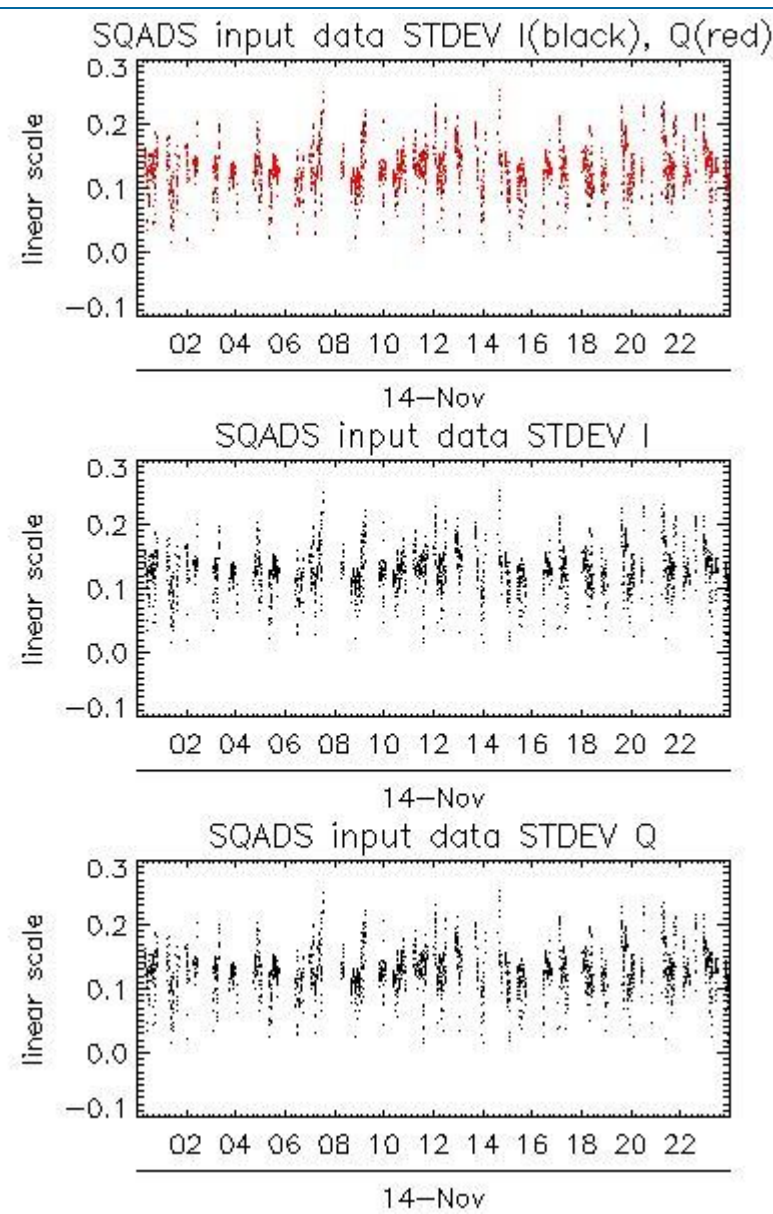 SQADS input data STDEV I(black), Q(red)
0.3
0.2
0.1
0.0
−0.1
linear scale
02 04 06 08 10 12 14 16 18 20 22
14−Nov
SQADS input data STDEV I
0.3
0.2
0.1
0.0
−0.1
linear scale
02 04 06 08 10 12 14 16 18 20 22
14−Nov
SQADS input data STDEV Q
0.3
0.2
0.1
0.0
−0.1
linear scale
02 04 06 08 10 12 14 16 18 20 22
14−Nov